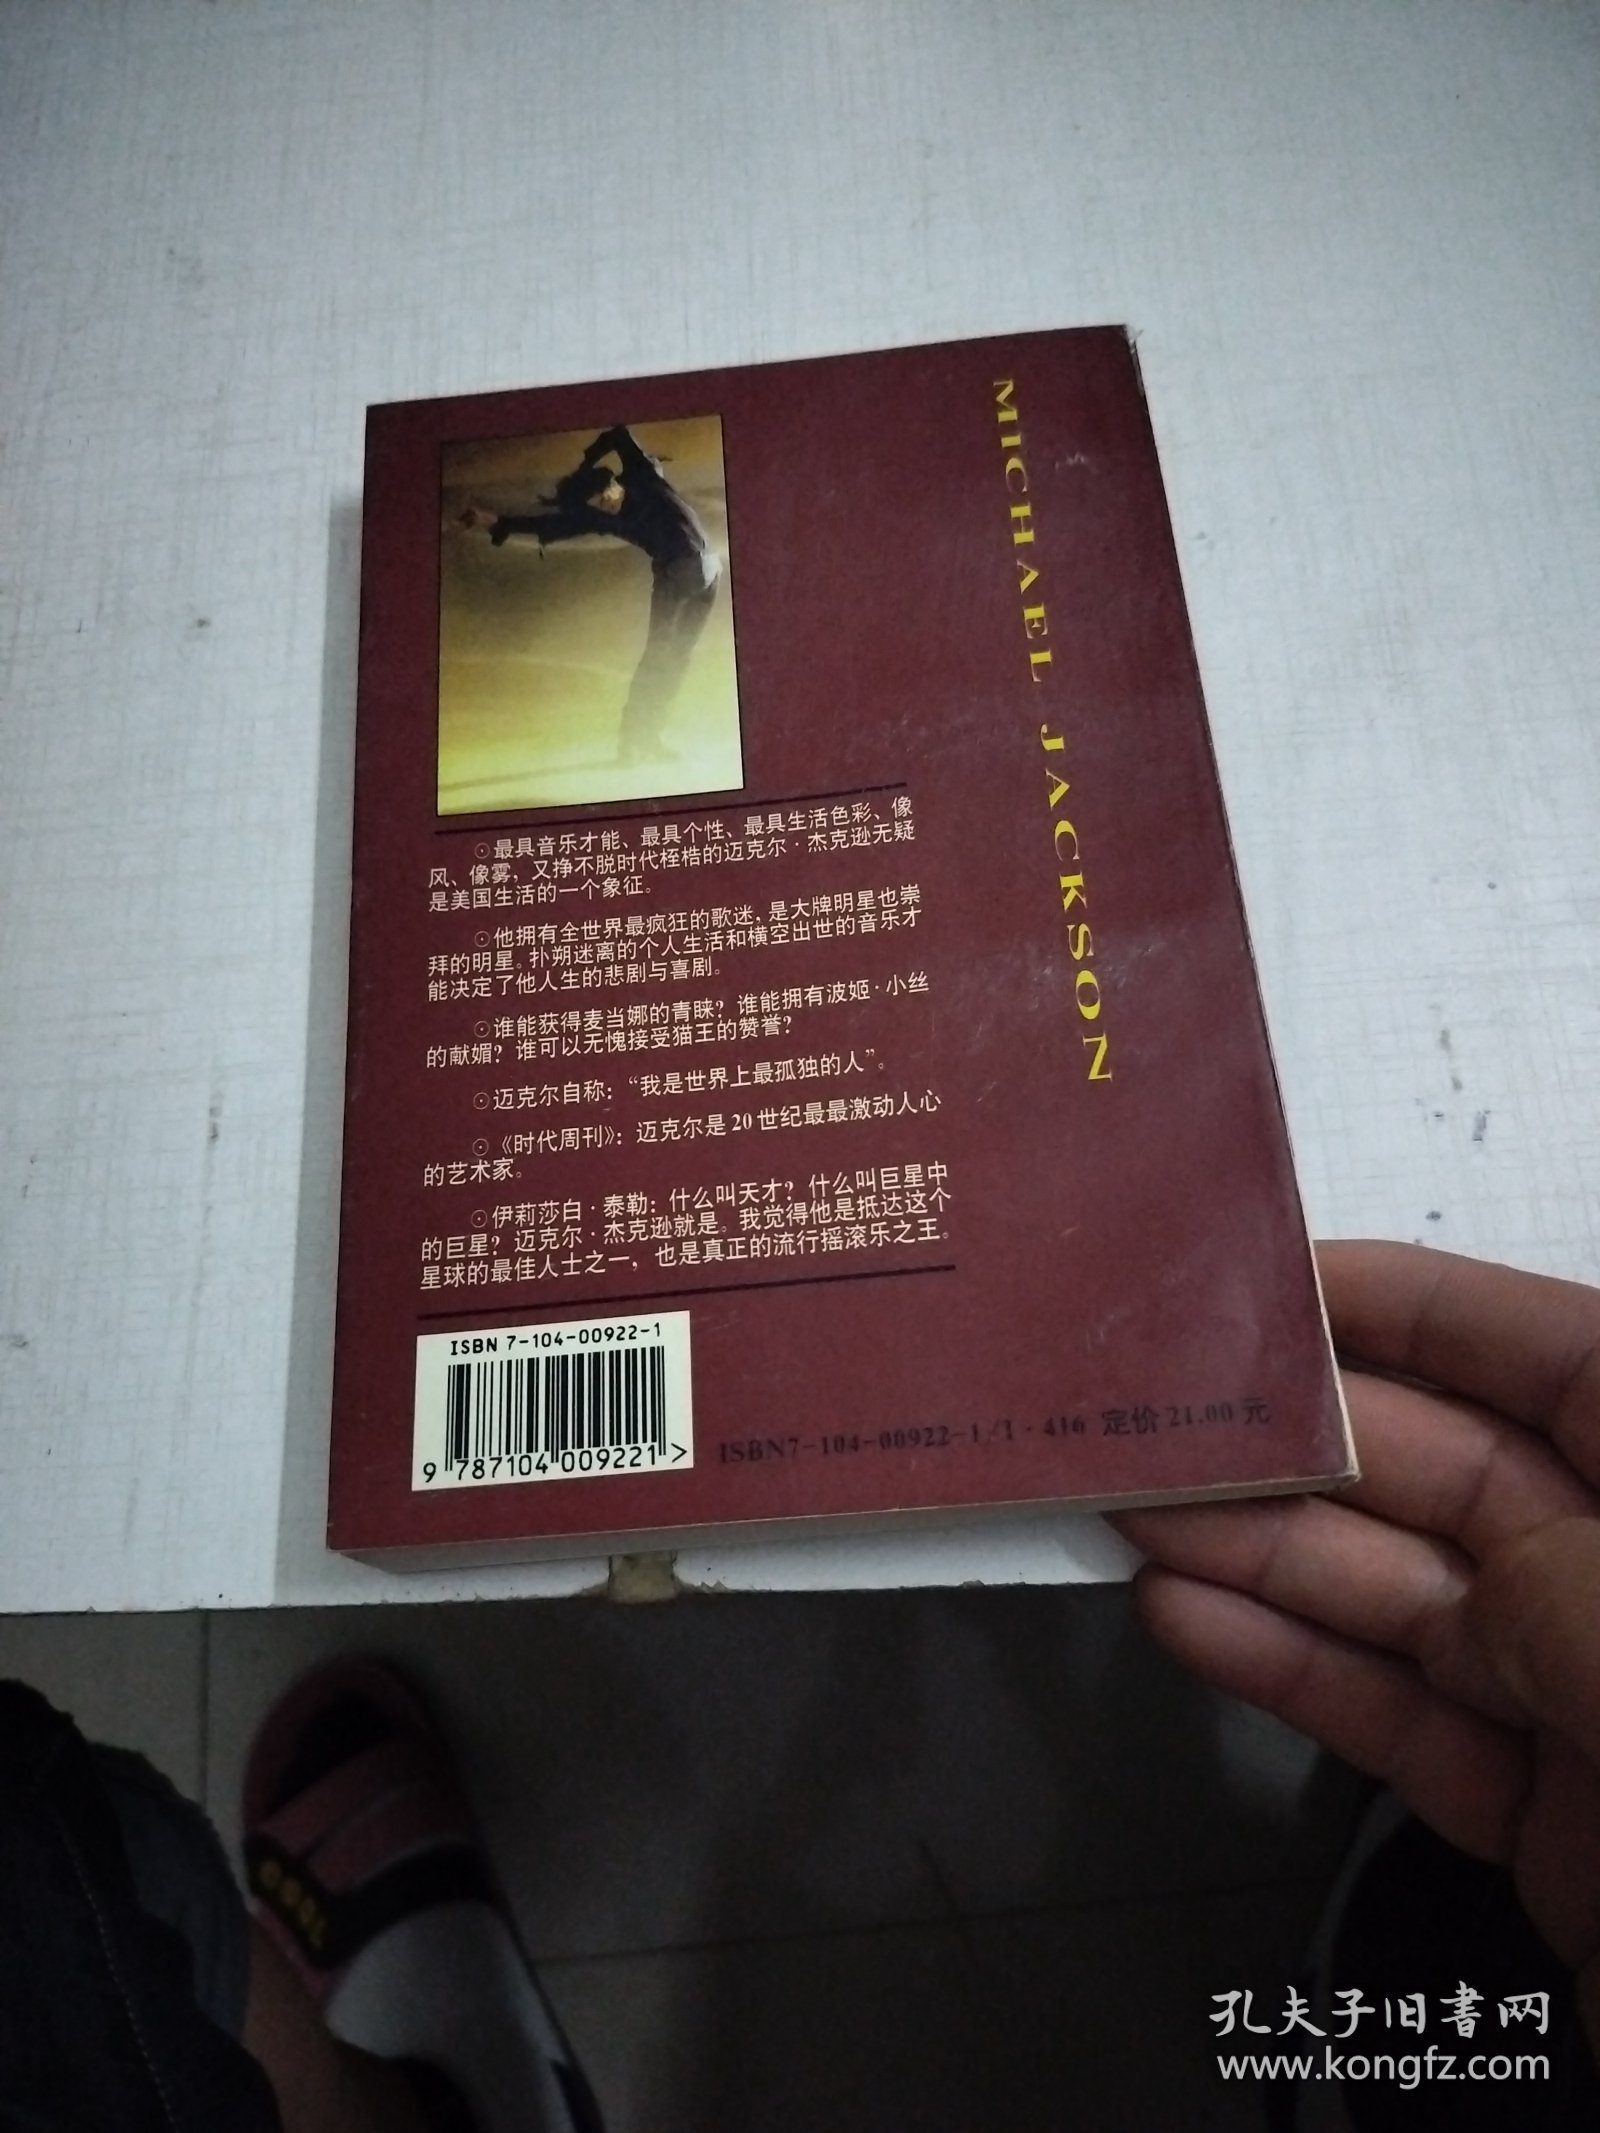 MICHAEL JACKSON
⊙最具音乐才能、最具个性、最具生活色彩、像
风、像雾，又挣不脱时代桎梏的迈克尔·杰克逊无疑
是美国生活的一个象征。
⊙他拥有全世界最疯狂的歌迷，是大牌明星也崇
拜的明星。扑朔迷离的个人生活和横空出世的音乐才
能决定了他人生的悲剧与喜剧。
⊙谁能获得麦当娜的青睐？谁能拥有波姬·小丝
的献媚？谁可以无愧接受猫王的赞誉？
⊙迈克尔自称：“我是世界上最孤独的人”。
⊙《时代周刊》：迈克尔是20世纪最最激动人心
的艺术家。
⊙伊莉莎白·泰勒：什么叫天才？什么叫巨星中
的巨星？迈克尔·杰克逊就是。我觉得他是抵达这个
星球的最佳人士之一，也是真正的流行摇滚乐之王。
ISBN 7-104-00922-1
9 787104 009221 >
ISBN7-104-00922-1/I·416 定价 21.00 元
孔夫子旧书网
www.kongfz.com